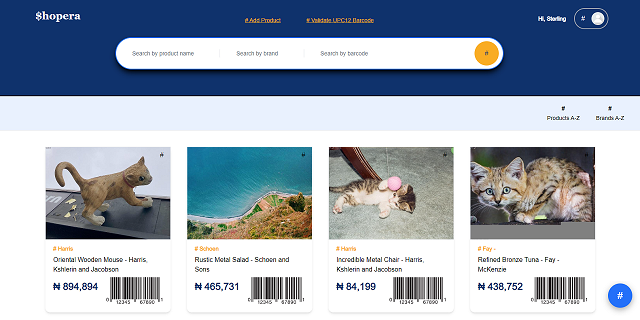 $hopera
# Add Product
# Validate UPC12 Barcode
Hi, Sterling
#
Search by product name
Search by brand
Search by barcode
#
#
Products A-Z
#
Brands A-Z
#
# Harris
Oriental Wooden Mouse - Harris,
Kshlerin and Jacobson
₦ 894,894
0 12345 67890 1
#
# Schoen
Rustic Metal Salad - Schoen and
Sons
₦ 465,731
0 12345 67890 1
#
# Harris
Incredible Metal Chair - Harris,
Kshlerin and Jacobson
₦ 84,199
0 12345 67890 1
#
# Fay -
Refined Bronze Tuna - Fay -
McKenzie
₦ 438,752
0 12345 67890 1
#